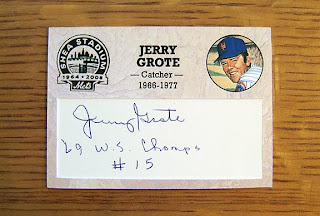 SHEA STADIUM
1964 • 2008
Mets
JERRY
GROTE
— Catcher —
1966-1977
Jerry Grote
69 W.S. Champs
#15